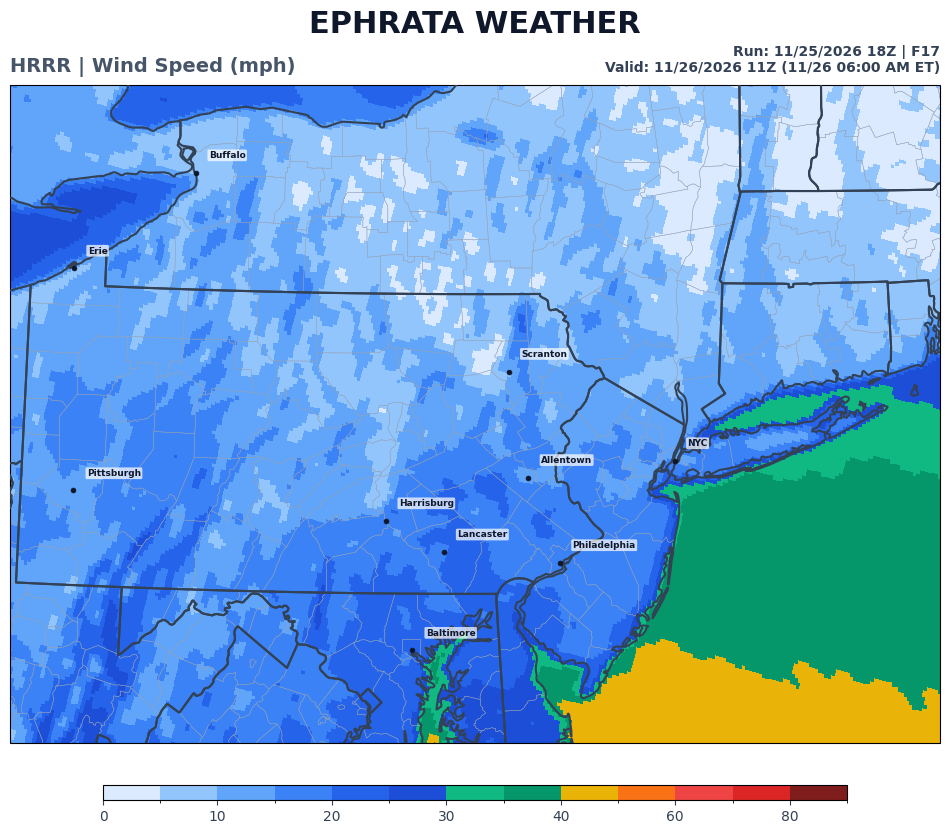 EPHRATA WEATHER
HRRR | Wind Speed (mph)
Run: 11/25/2026 18Z | F17
Valid: 11/26/2026 11Z (11/26 06:00 AM ET)
Buffalo
Erie
Scranton
NYC
Allentown
Pittsburgh
Harrisburg
Lancaster
Philadelphia
Baltimore
0 10 20 30 40 60 80